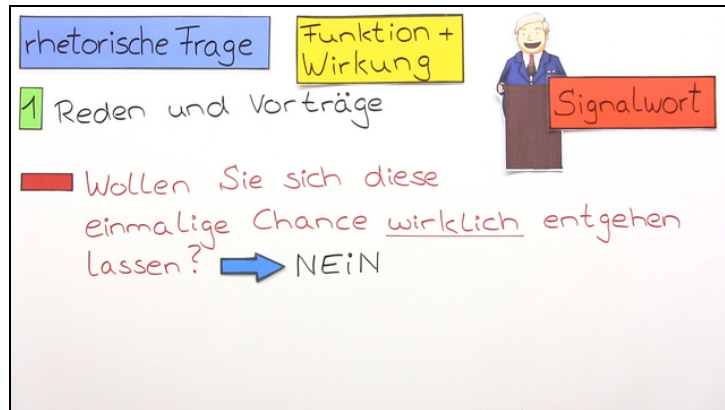 rhetorische Frage
Funktion +
Wirkung
Signalwort
1 Reden und Vorträge
Wollen Sie sich diese
einmalige Chance wirklich entgehen
lassen? NEiN